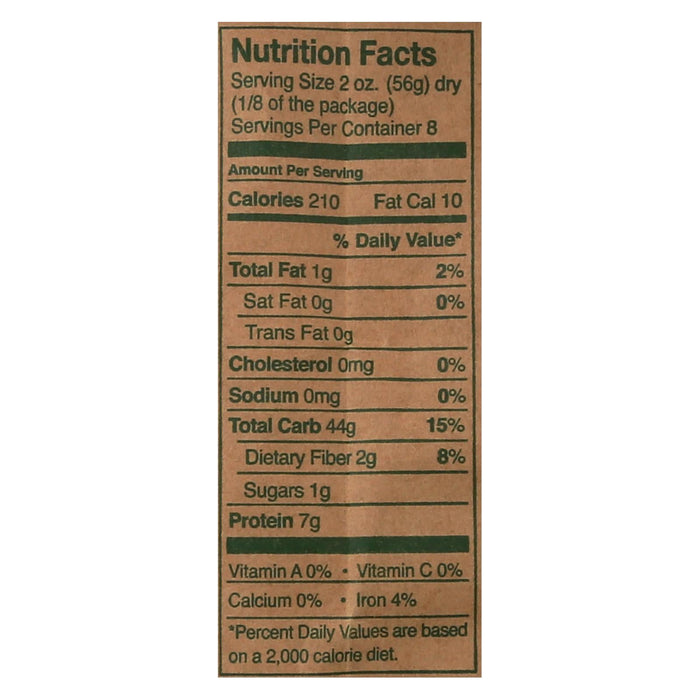 Nutrition Facts
Serving Size 2 oz. (56g) dry
(1/8 of the package)
Servings Per Container 8
Amount Per Serving
Calories 210 Fat Cal 10
% Daily Value*
Total Fat 1g 2%
Sat Fat 0g 0%
Trans Fat 0g
Cholesterol 0mg 0%
Sodium 0mg 0%
Total Carb 44g 15%
Dietary Fiber 2g 8%
Sugars 1g
Protein 7g
Vitamin A 0% • Vitamin C 0%
Calcium 0% • Iron 4%
*Percent Daily Values are based
on a 2,000 calorie diet.